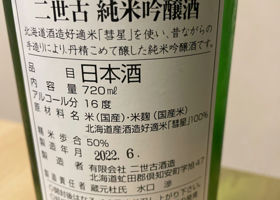 二世古 純米吟醸酒
北海道酒造好適米「彗星」を使い、昔ながらの
手造りにより、丹精こめて醸した純米吟醸酒です。
品目 日本酒
容量 720ml
アルコール分 16度
原材料名 米(国産)・米麹(国産米)
北海道産酒造好適米「彗星」100%
精米歩合 50%
製造年月 2022.6.
製造者 有限会社 二世古酒造
北海道虻田郡倶知安町字旭47
蔵元杜氏 水口 渉